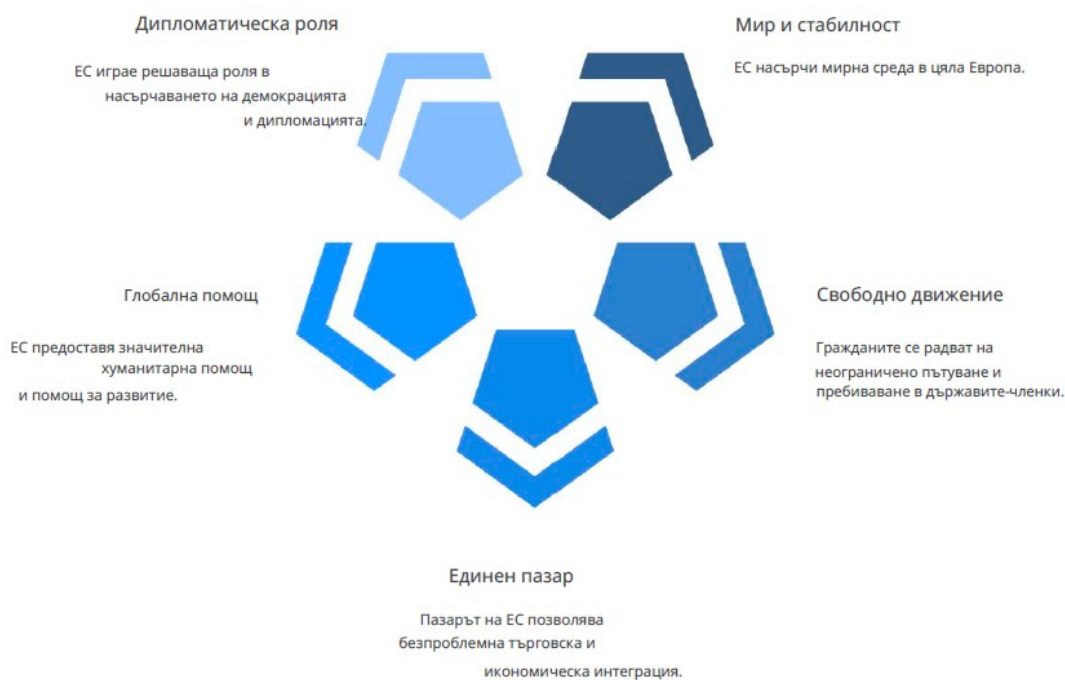 Дипломатическа роля
ЕС играе решаваща роля в
насърчаването на демокрацията
и дипломацията.
Мир и стабилност
ЕС насърчи мирна среда в цяла Европа.
Глобална помощ
ЕС предоставя значителна
хуманитарна помощ
и помощ за развитие.
Свободно движение
Гражданите се радват на
неограничено пътуване и
пребиваване в държавите-членки.
Единен пазар
Пазарът на ЕС позволява
безпроблемна търговска и
икономическа интеграция.